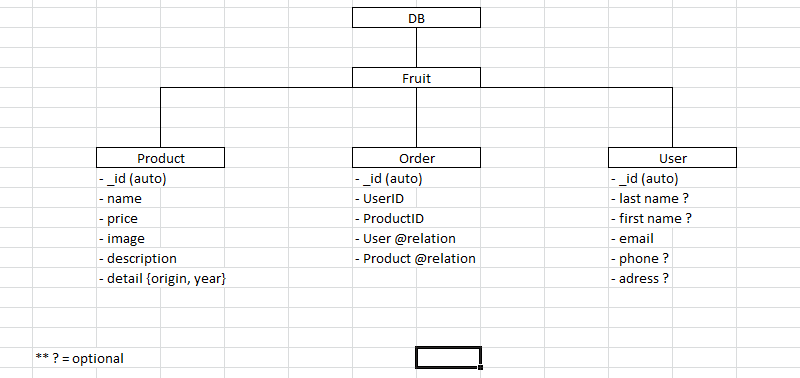 DB
Fruit
Product
- _id (auto)
- name
- price
- image
- description
- detail {origin, year}
Order
- _id (auto)
- UserID
- ProductID
- User @relation
- Product @relation
User
- _id (auto)
- last name ?
- first name ?
- email
- phone ?
- adress ?
** ? = optional